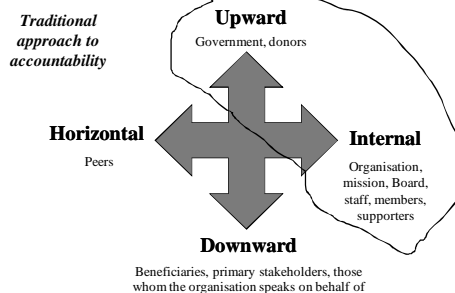 Traditional
approach to
accountability
Upward
Government, donors
Horizontal
Peers
Internal
Organisation,
mission, Board,
staff, members,
supporters
Downward
Beneficiaries, primary stakeholders, those
whom the organisation speaks on behalf of